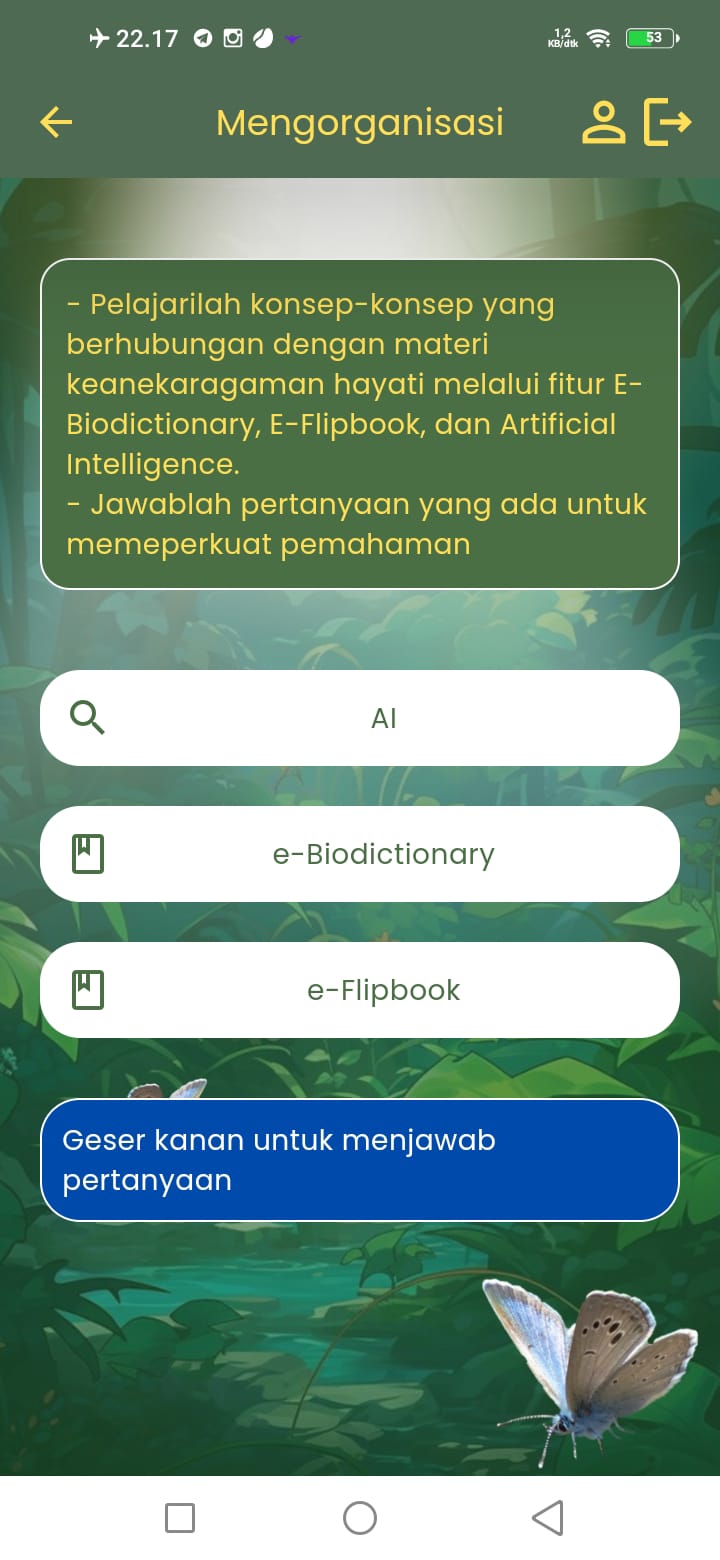 22.17
1,2
KB/dtk
53
Mengorganisasi
- Pelajarilah konsep-konsep yang
berhubungan dengan materi
keanekaragaman hayati melalui fitur E-
Biodictionary, E-Flipbook, dan Artificial
Intelligence.
- Jawablah pertanyaan yang ada untuk
memeperkuat pemahaman
AI
e-Biodictionary
e-Flipbook
Geser kanan untuk menjawab
pertanyaan